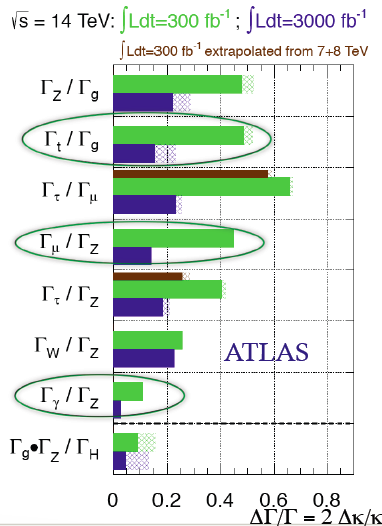 √s = 14 TeV: ∫Ldt=300 fb⁻¹ ; ∫Ldt=3000 fb⁻¹
∫Ldt=300 fb⁻¹ extrapolated from 7+8 TeV
Γ_Z / Γ_g
Γ_t / Γ_g
Γ_τ / Γ_μ
Γ_μ / Γ_Z
Γ_τ / Γ_Z
Γ_W / Γ_Z
ATLAS
Γ_γ / Γ_Z
Γ_g•Γ_Z / Γ_H
0 0.2 0.4 0.6 0.8
ΔΓ/Γ = 2 Δκ/κ